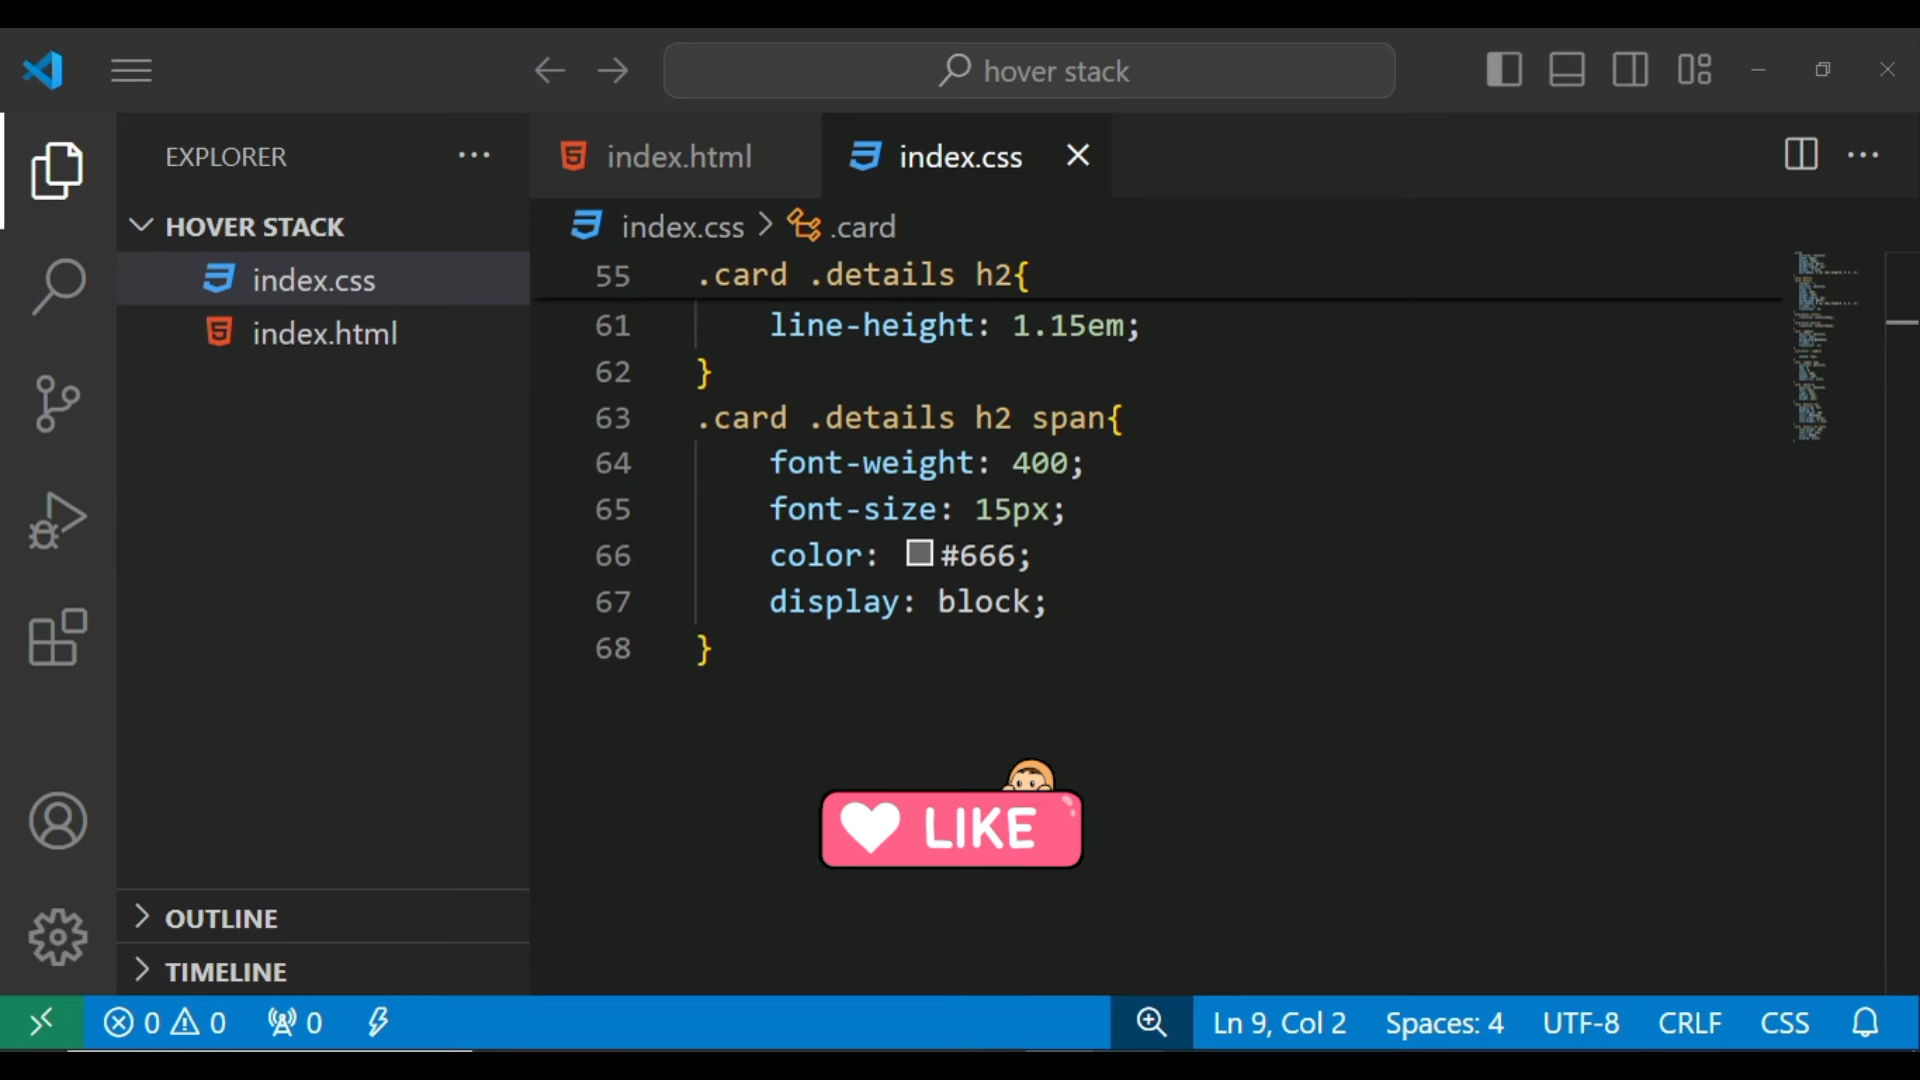 hover stack
EXPLORER
HOVER STACK
index.css
index.html
OUTLINE
TIMELINE
index.html
index.css
index.css > .card
55 .card .details h2{
61 line-height: 1.15em;
62 }
63 .card .details h2 span{
64 font-weight: 400;
65 font-size: 15px;
66 color: #666;
67 display: block;
68 }
LIKE
0 0 0 Ln 9, Col 2 Spaces: 4 UTF-8 CRLF CSS